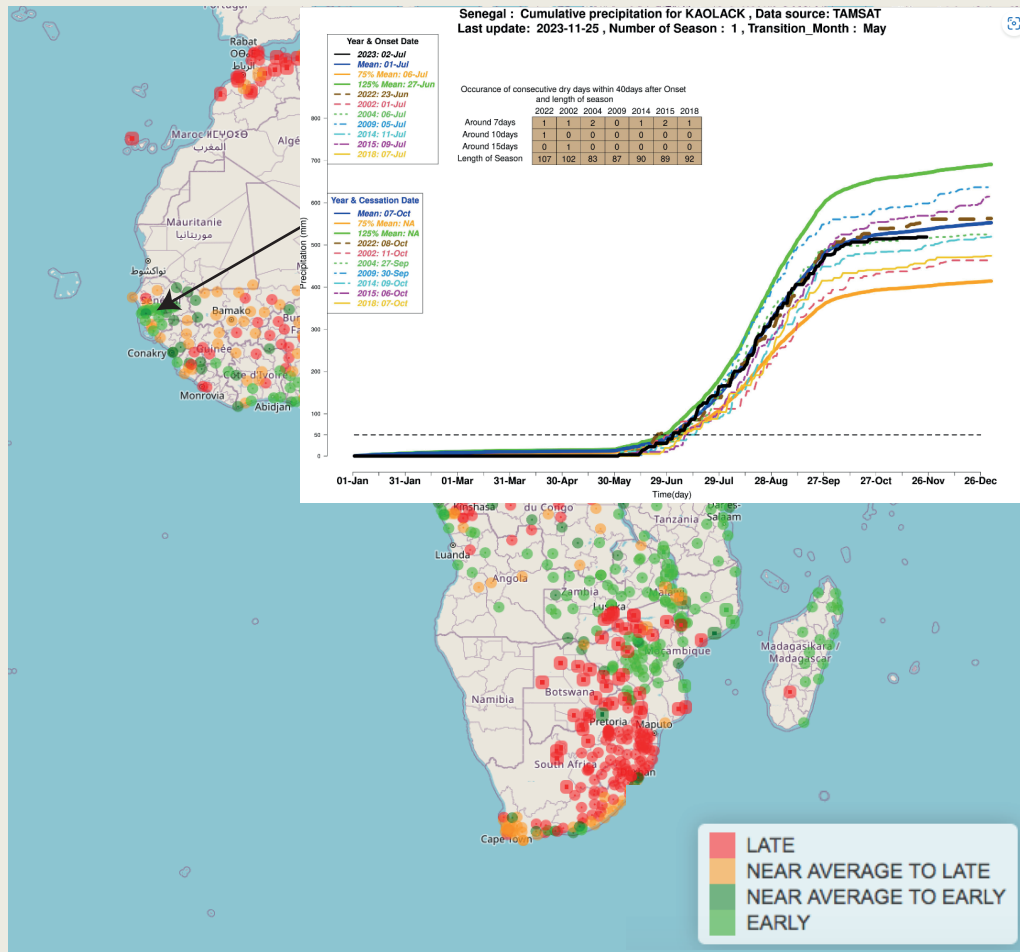 Senegal : Cumulative precipitation for KAOLACK , Data source: TAMSAT
Last update: 2023-11-25 , Number of Season : 1 , Transition_Month : May
Year & Onset Date
2023: 02-Jul
Mean: 01-Jul
75% Mean: 06-Jul
125% Mean: 27-Jun
2022: 23-Jun
2002: 01-Jul
2004: 06-Jul
2009: 05-Jul
2014: 11-Jul
2015: 09-Jul
2018: 07-Jul
Occurance of consecutive dry days within 40days after Onset
and length of season
2022 2002 2004 2009 2014 2015 2018
Around 7days 1 1 2 0 1 2 1
Around 10days 1 0 0 0 0 0 0
Around 15days 0 1 0 0 0 0 0
Length of Season 107 102 83 87 90 89 92
Year & Cessation Date
Mean: 07-Oct
75% Mean: NA
125% Mean: NA
2022: 08-Oct
2002: 11-Oct
2004: 27-Sep
2009: 30-Sep
2014: 09-Oct
2015: 06-Oct
2018: 07-Oct
Precipitation (mm)
800
700
600
500
400
300
200
100
50
0
01-Jan 31-Jan 01-Mar 31-Mar 30-Apr 30-May 29-Jun 29-Jul 28-Aug 27-Sep 27-Oct 26-Nov 26-Dec
Time(day)
Rabat
الرباط
Maroc ⵍⵎⵖⵔⵉⴱ
المغرب
Algé
Mauritanie
موريتانيا
نواكشوط
Bamako
Conakry
Guinée
Côte d'Ivoire
Monrovia
Abidjan
Kinshasa
du Congo
Tanzania
Salaam
Luanda
Angola
Zambia
Lusaka
Moçambique
Madagasikara /
Madagascar
Botswana
Namibia
Pretoria
Maputo
South Africa
Cape Town
LATE
NEAR AVERAGE TO LATE
NEAR AVERAGE TO EARLY
EARLY